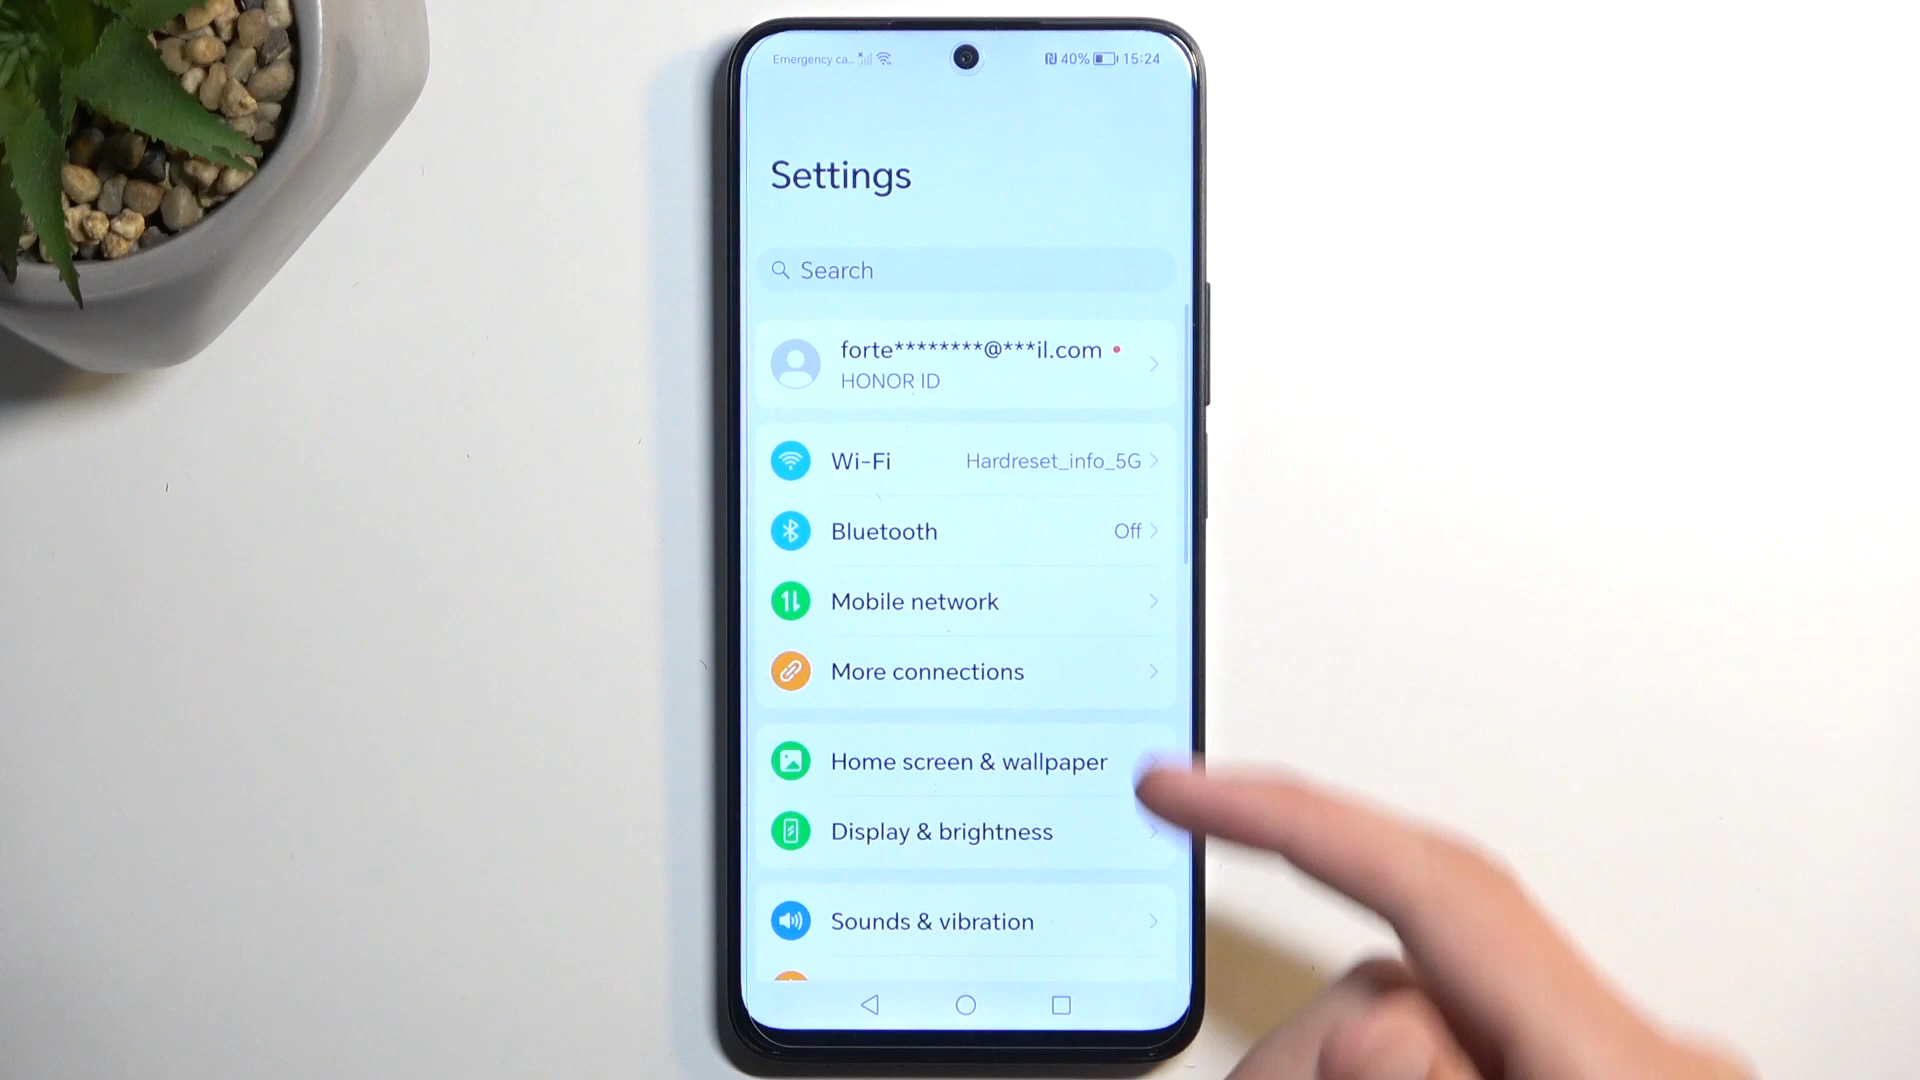 Emergency ca... 40% 15:24
Settings
Search
forte********@***il.com
HONOR ID
Wi-Fi Hardreset_info_5G
Bluetooth Off
Mobile network
More connections
Home screen & wallpaper
Display & brightness
Sounds & vibration